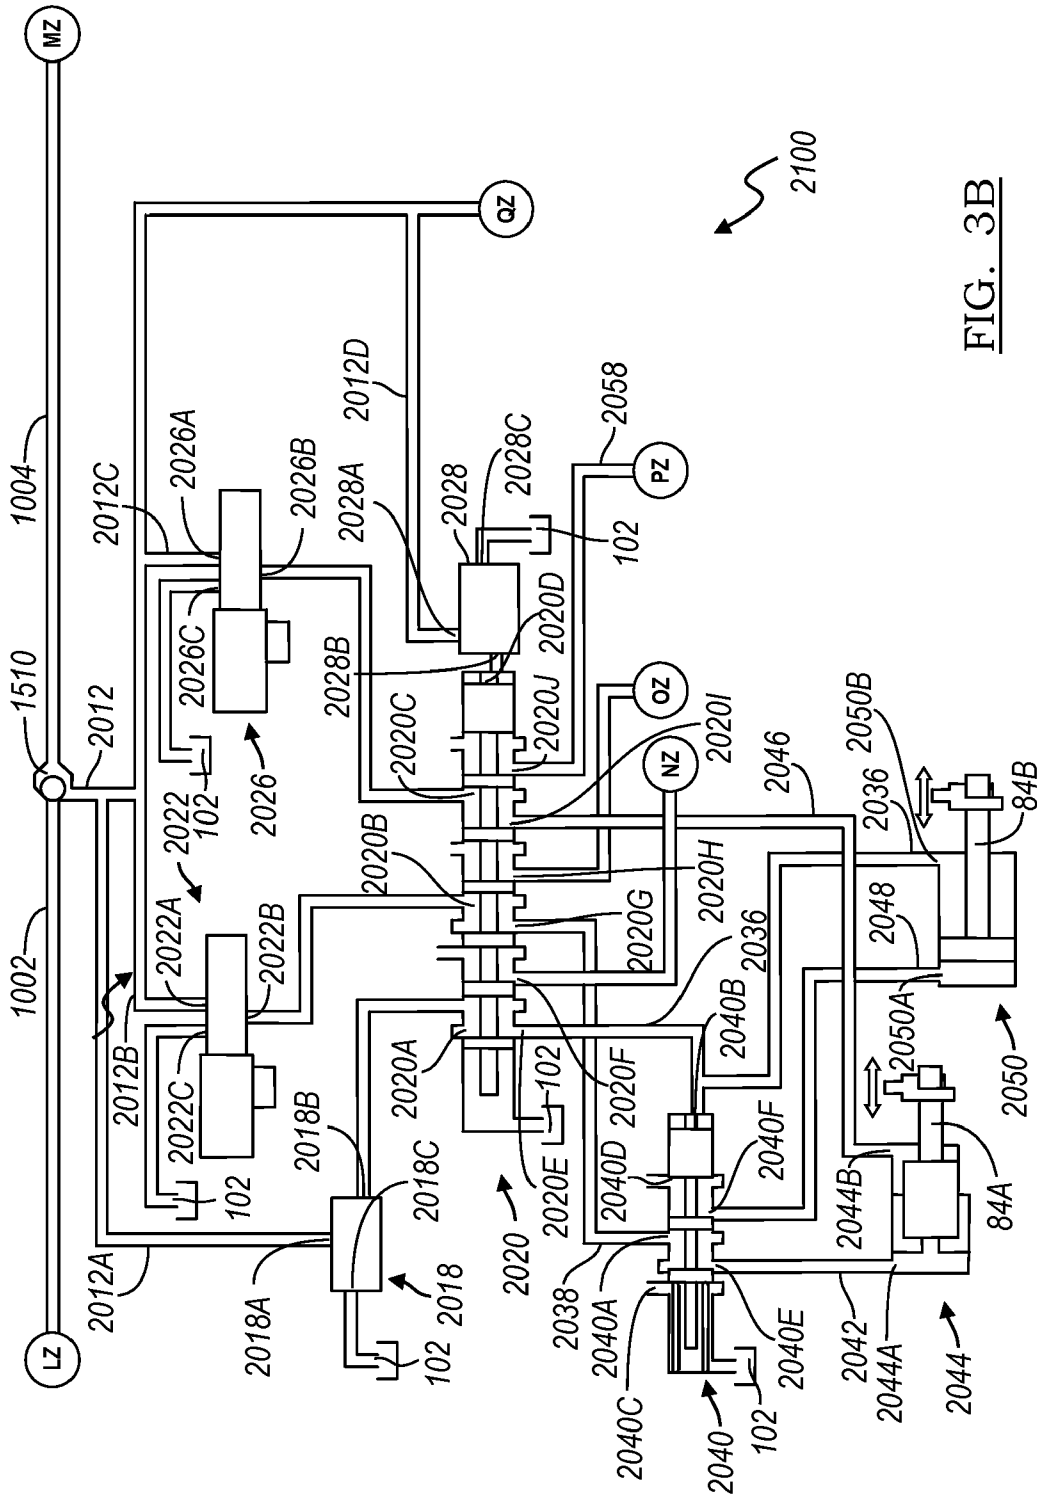 MZ
LZ
1004
1510
2012
1002
2012C
2026A
2026B
2026C
102
2026
2022
2022A
2022B
2022C
2012B
102
2012A
QZ
2012D
2028A
2028
2028C
102
2058
PZ
2028B
2020D
2020C
2020J
OZ
2020I
2020B
NZ
2046
2020H
2020G
2036
2020A
2020F
102
2020E
2020
2018B
2018C
2018A
2018
102
2040B
2040F
2040D
2038
2040A
2040E
2040C
2040
102
2042
2044A
2044
2044B
84A
2050B
2036
84B
2048
2050A
2050
2100
FIG. 3B